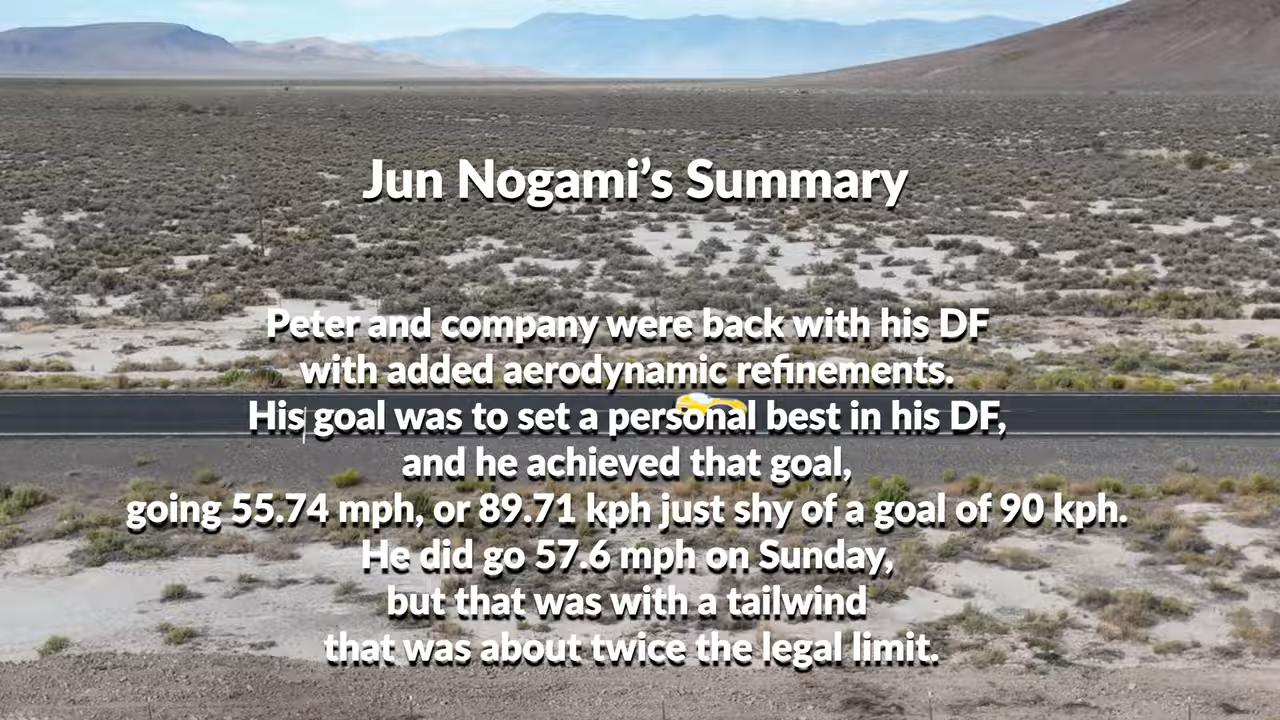 Jun Nogami’s Summary
Peter and company were back with his DF
with added aerodynamic refinements.
His goal was to set a personal best in his DF,
and he achieved that goal,
going 55.74 mph, or 89.71 kph just shy of a goal of 90 kph.
He did go 57.6 mph on Sunday,
but that was with a tailwind
that was about twice the legal limit.